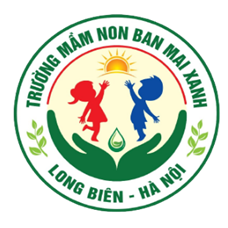 TRƯỜNG MẦM NON BAN MAI XANH
LONG BIÊN - HÀ NỘI